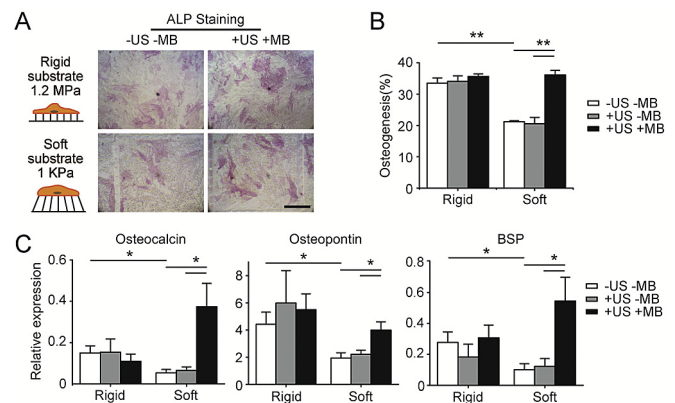 A
ALP Staining
-US -MB +US +MB
Rigid
substrate
1.2 MPa
Soft
substrate
1 KPa
B
** **
Osteogenesis(%)
40
30
20
10
0
Rigid Soft
-US -MB
+US -MB
+US +MB
C
Osteocalcin
* *
Relative expression
0.6
0.4
0.2
0
Rigid Soft
Osteopontin
* *
8
6
4
2
0
Rigid Soft
BSP
* *
0.8
0.6
0.4
0.2
0
Rigid Soft
-US -MB
+US -MB
+US +MB